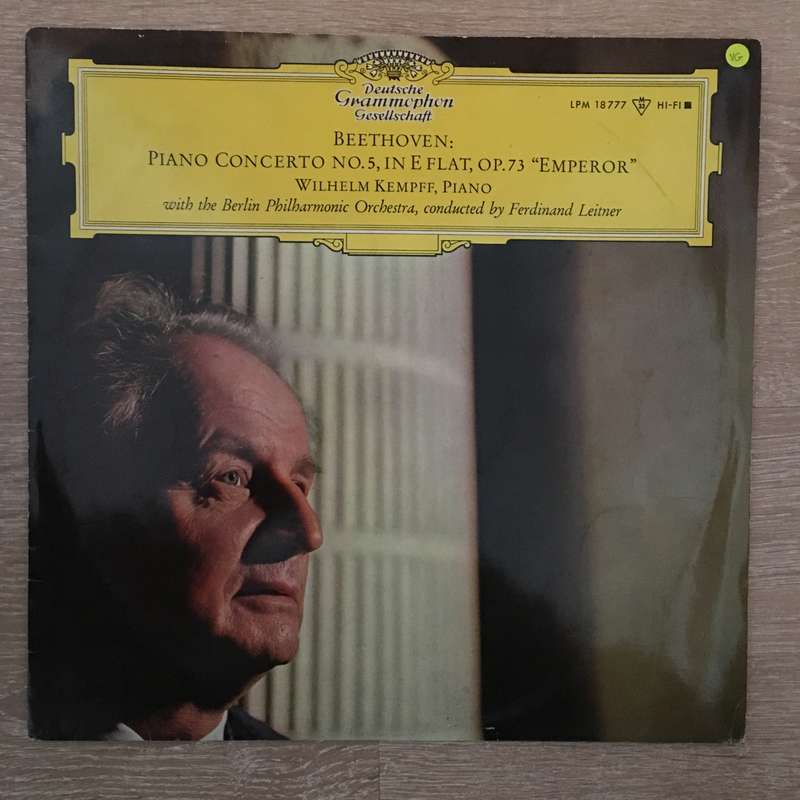 Deutsche
Grammophon
Gesellschaft
LPM 18777 M 33 HI-FI
VG
BEETHOVEN:
PIANO CONCERTO NO. 5, IN E FLAT, OP. 73 “EMPEROR”
WILHELM KEMPFF, PIANO
with the Berlin Philharmonic Orchestra, conducted by Ferdinand Leitner